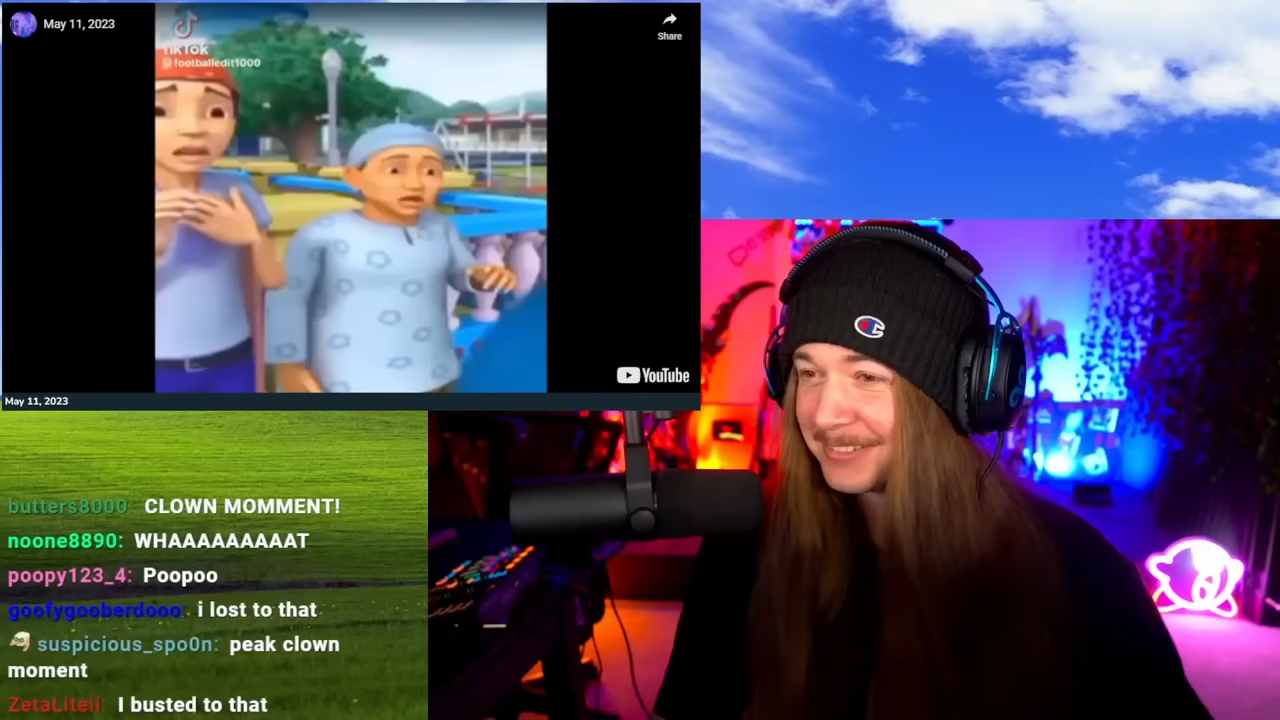 May 11, 2023
Share
TikTok
@footballedit1000
YouTube
May 11, 2023
butters8000 CLOWN MOMMENT!
noone8890: WHAAAAAAAAAT
poopy123_4: Poopoo
goofygooberdooo: i lost to that
suspicious_spo0n: peak clown
moment
ZetaLiteii: I busted to that